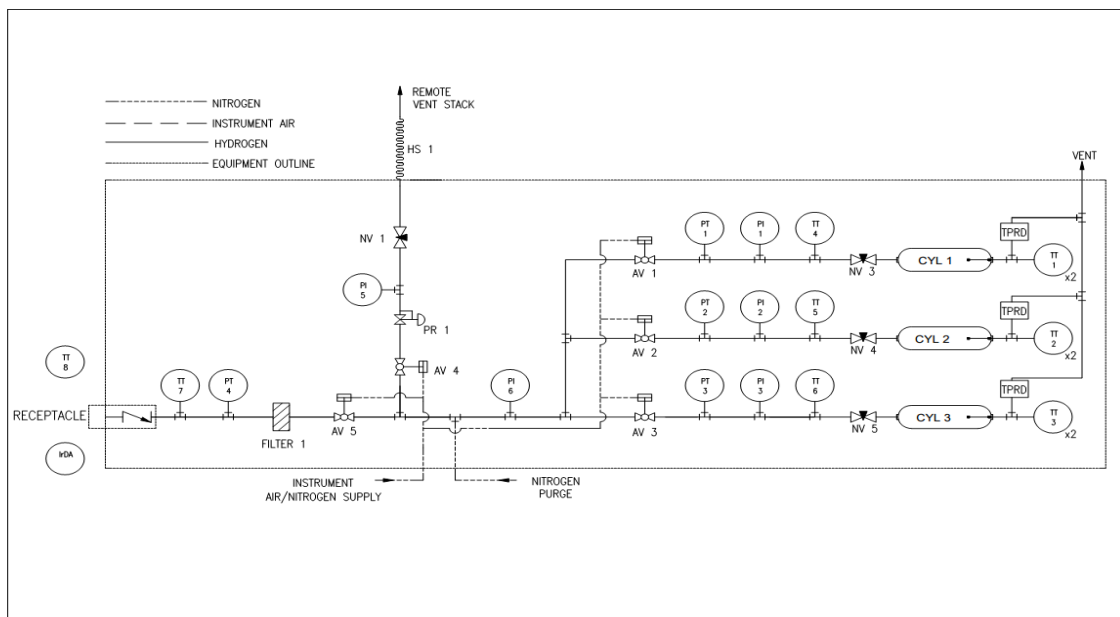 NITROGEN
INSTRUMENT AIR
HYDROGEN
EQUIPMENT OUTLINE
REMOTE
VENT STACK
HS 1
VENT
NV 1
PI
5
PR 1
AV 4
TT
8
TT
7
PT
4
RECEPTACLE
FILTER 1
AV 5
IrDA
PI
6
INSTRUMENT
AIR/NITROGEN SUPPLY
NITROGEN
PURGE
AV 1
PT
1
PI
1
TT
4
NV 3
CYL 1
TPRD
TT
1
x2
AV 2
PT
2
PI
2
TT
5
NV 4
CYL 2
TPRD
TT
2
x2
AV 3
PT
3
PI
3
TT
6
NV 5
CYL 3
TPRD
TT
3
x2